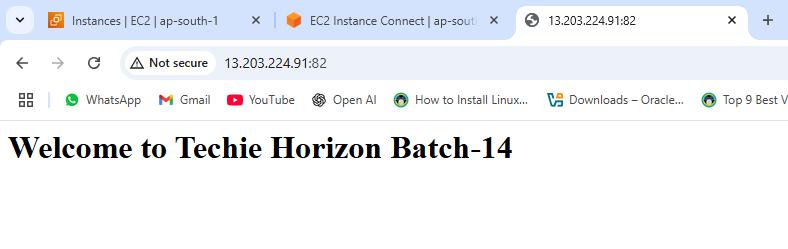 Instances | EC2 | ap-south-1
EC2 Instance Connect | ap-sout
13.203.224.91:82
Not secure
13.203.224.91:82
WhatsApp
Gmail
YouTube
Open AI
How to Install Linux...
Downloads – Oracle...
Top 9 Best V
Welcome to Techie Horizon Batch-14